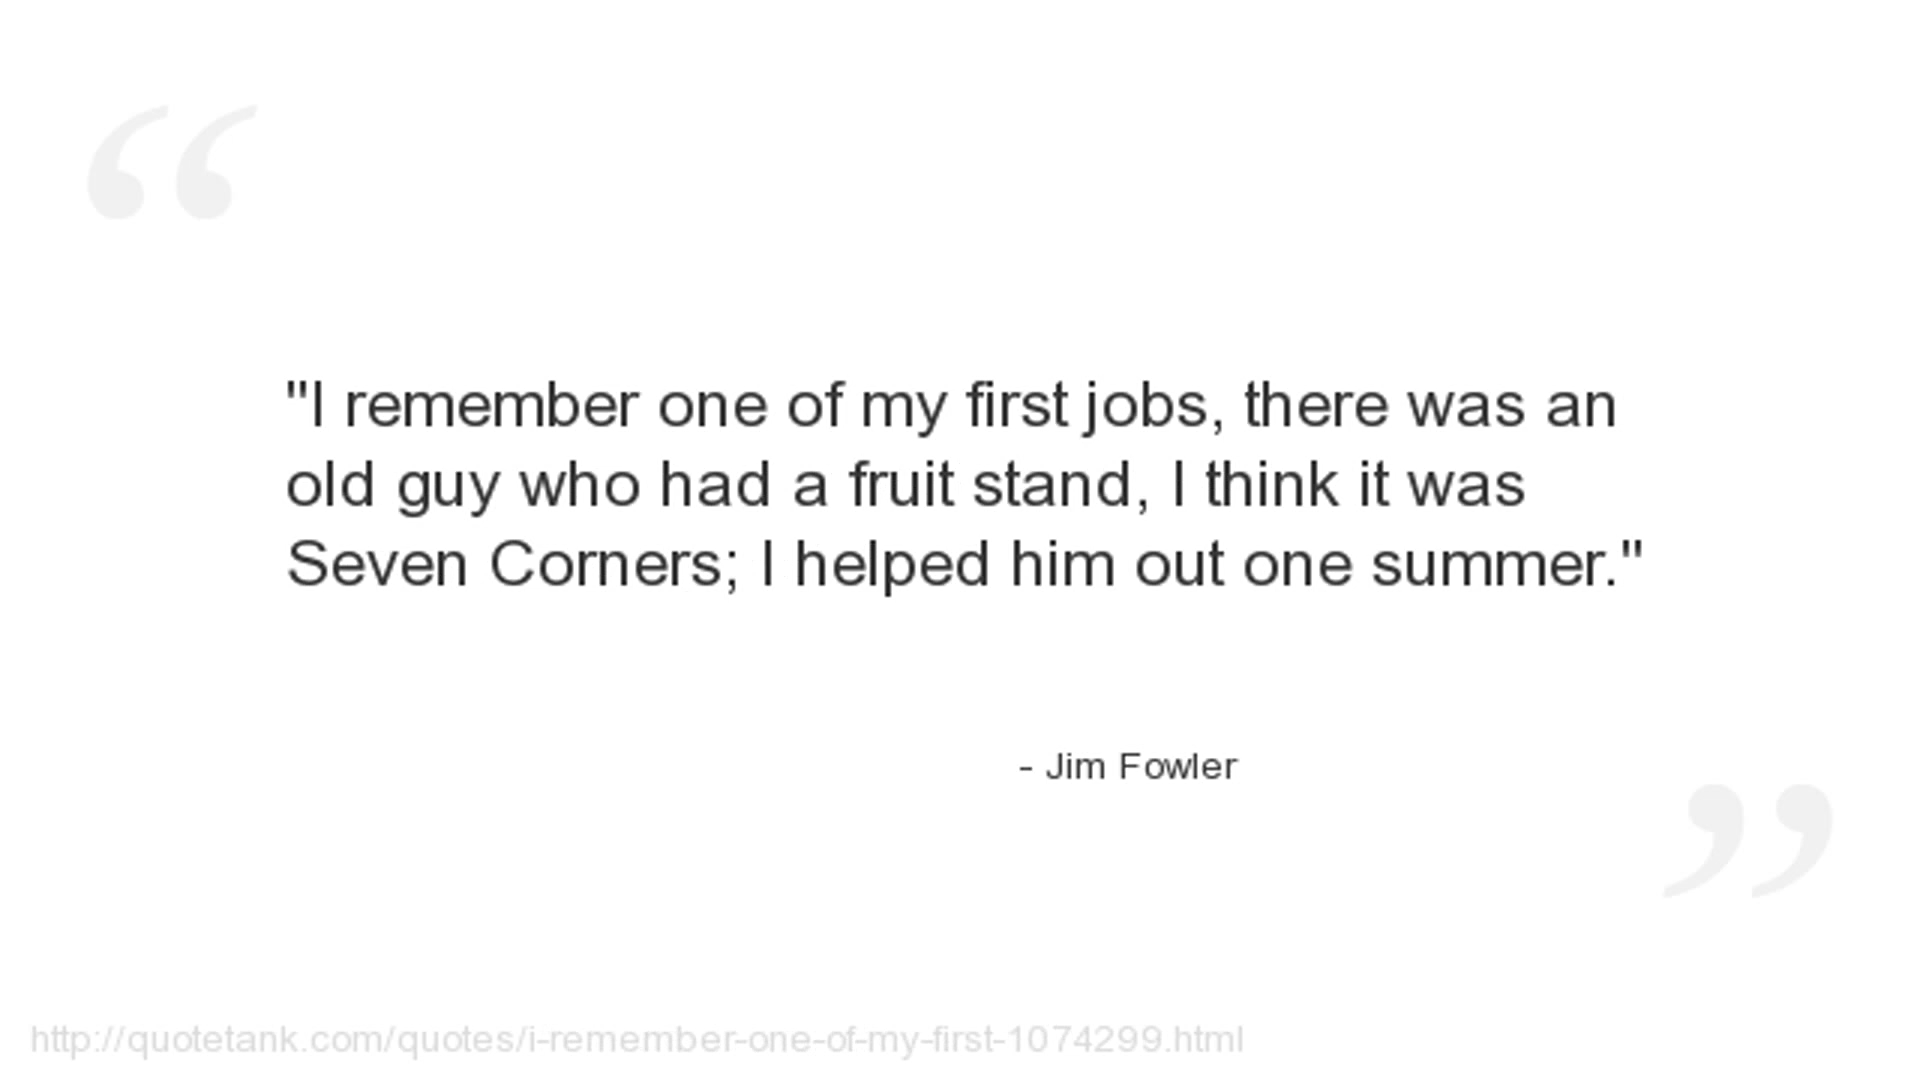 "I remember one of my first jobs, there was an
old guy who had a fruit stand, I think it was
Seven Corners; I helped him out one summer."
- Jim Fowler
http://quotetank.com/quotes/i-remember-one-of-my-first-1074299.html